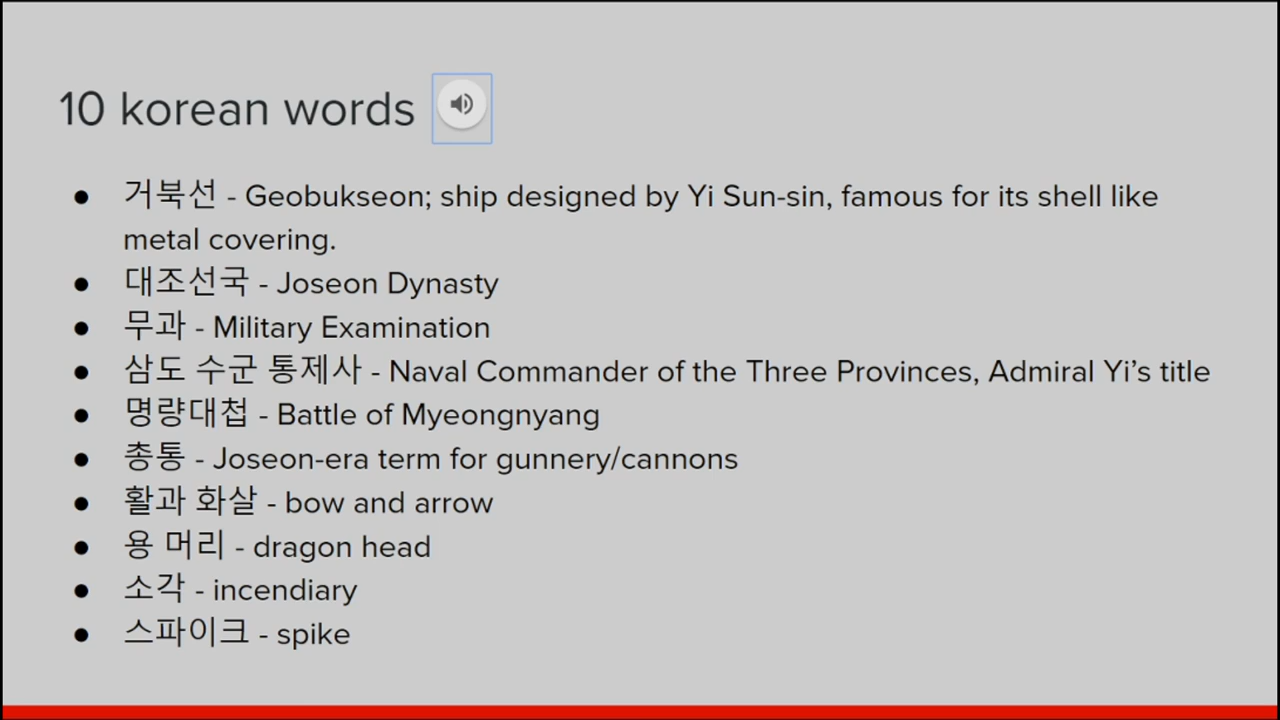 10 korean words
● 거북선 - Geobukseon; ship designed by Yi Sun-sin, famous for its shell like
metal covering.
● 대조선국 - Joseon Dynasty
● 무과 - Military Examination
● 삼도 수군 통제사 - Naval Commander of the Three Provinces, Admiral Yi’s title
● 명량대첩 - Battle of Myeongnyang
● 총통 - Joseon-era term for gunnery/cannons
● 활과 화살 - bow and arrow
● 용 머리 - dragon head
● 소각 - incendiary
● 스파이크 - spike